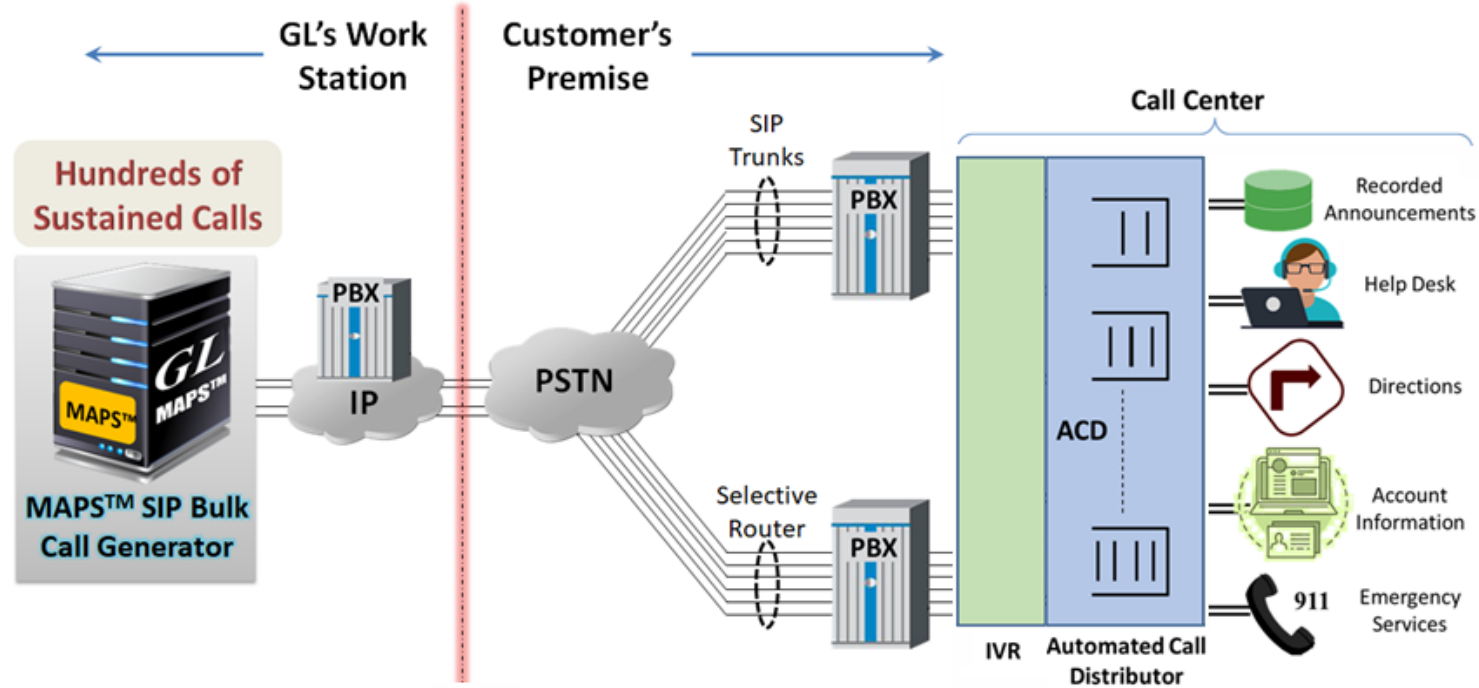 GL's Work
Station
Customer's
Premise
Call Center
Hundreds of
Sustained Calls
GL
MAPS™
MAPS™
MAPS™ SIP Bulk
Call Generator
PBX
IP
PSTN
SIP
Trunks
PBX
Selective
Router
PBX
ACD
IVR
Automated Call
Distributor
Recorded
Announcements
Help Desk
Directions
Account
Information
911
Emergency
Services